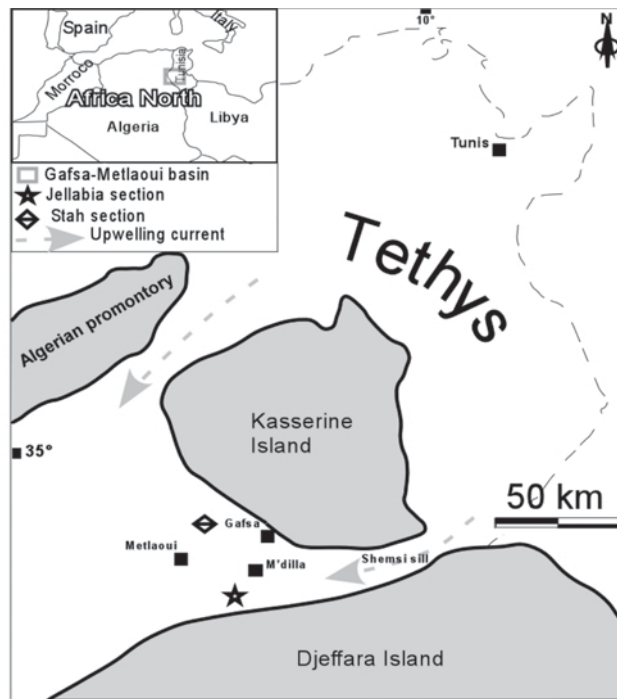 Spain
Italy
Morroco
Tunisia
Africa North
Algeria
Libya
Gafsa-Metlaoui basin
Jellabia section
Stah section
Upwelling current
10°
N
Tunis
Tethys
Algerian promontory
Kasserine
Island
35°
50 km
Gafsa
Metlaoui
M'dilla
Shemsi sill
Djeffara Island